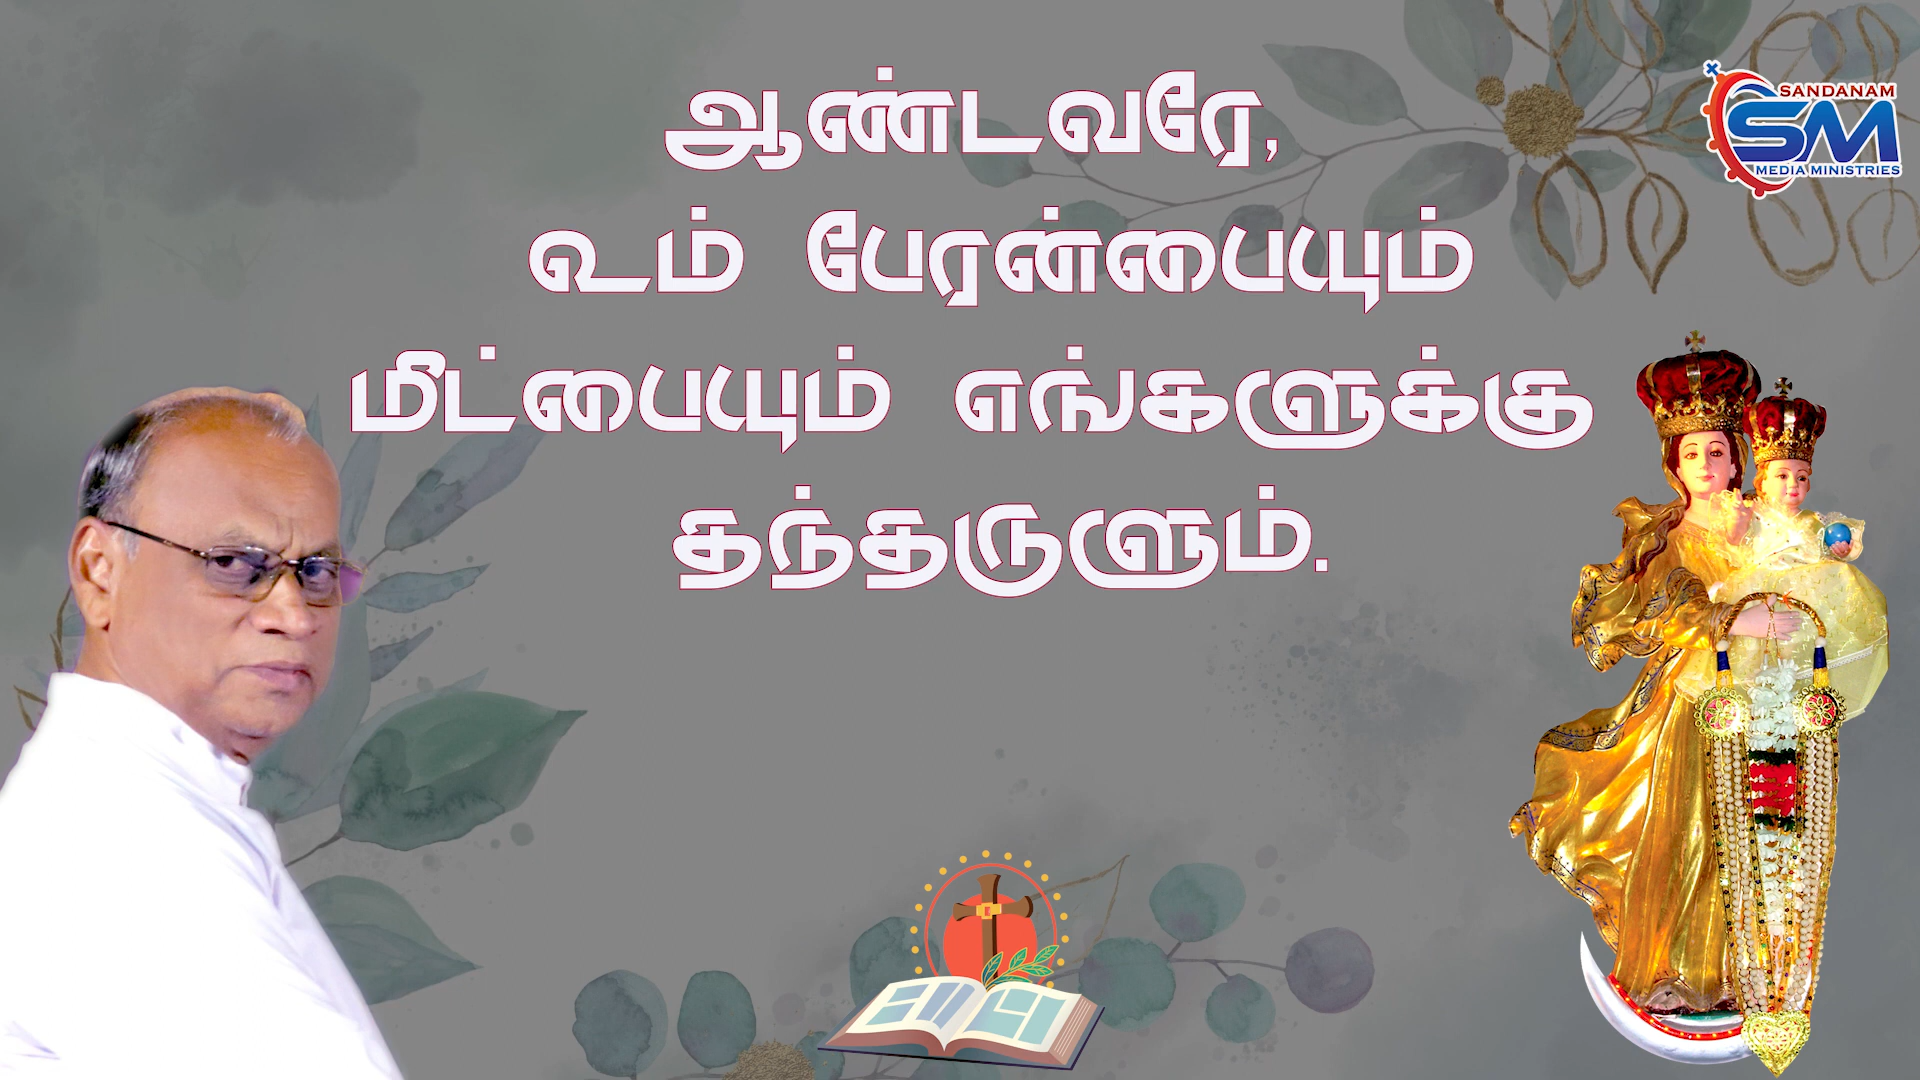 ஆண்டவரே,
உம் பேரன்பையும்
மீட்பையும் எங்களுக்கு
தந்தருளும்.
SANDANAM
SM
MEDIA MINISTRIES